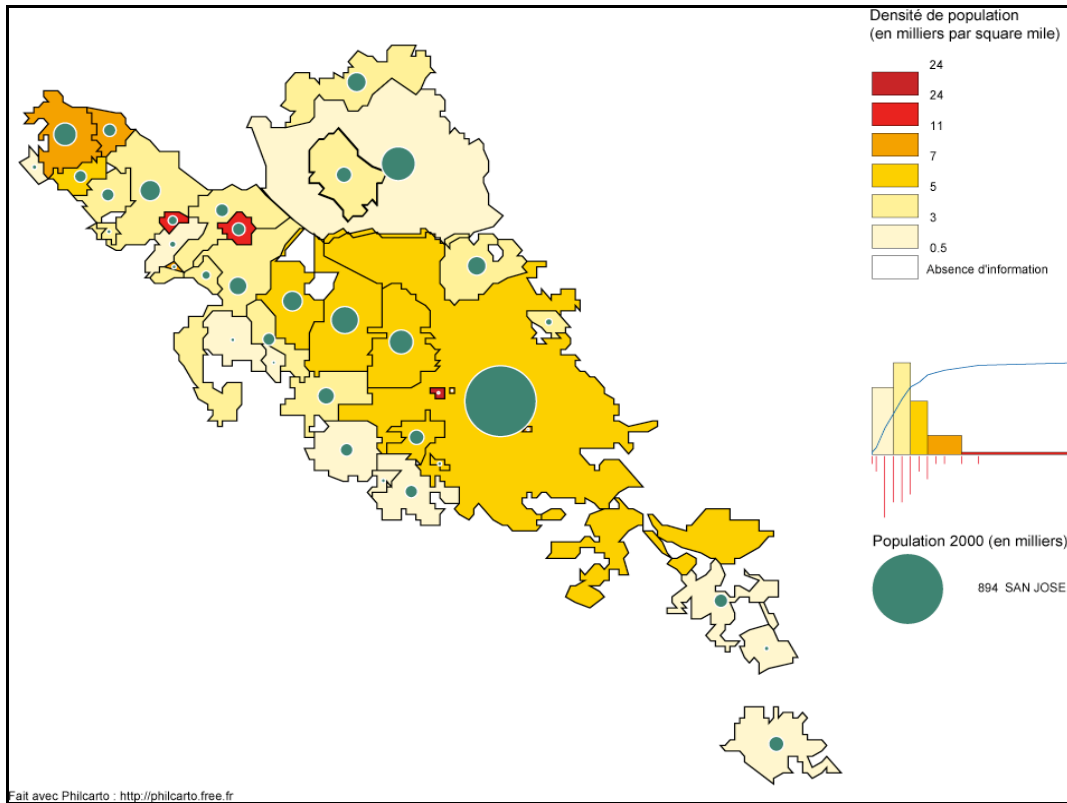 Densité de population
(en milliers par square mile)
24
24
11
7
5
3
0.5
Absence d'information
Population 2000 (en milliers)
894 SAN JOSE
Fait avec Philcarto : http://philcarto.free.fr